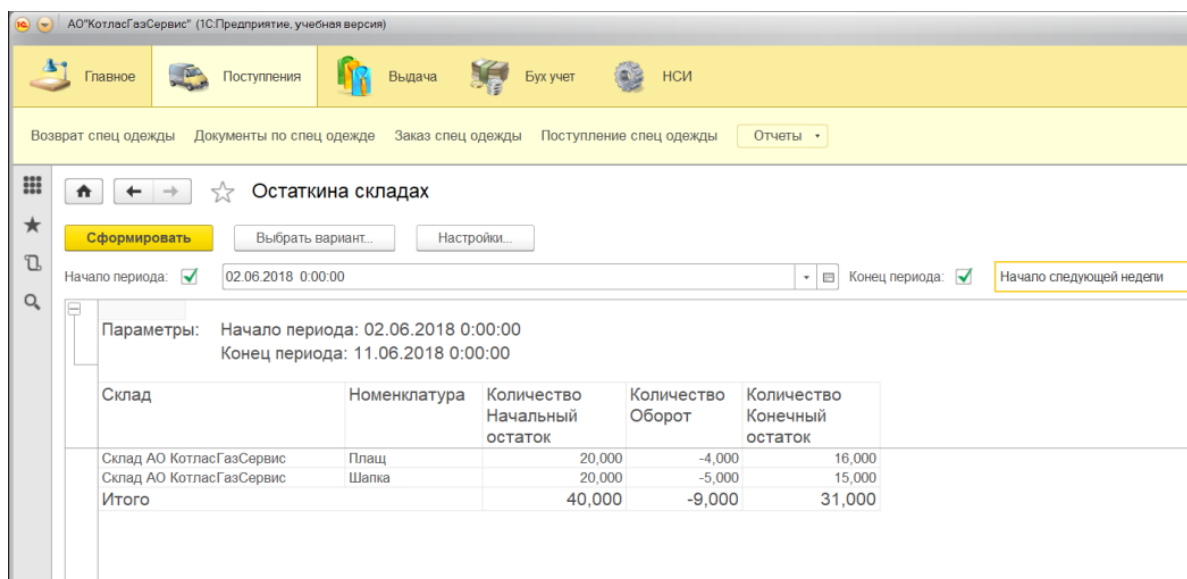 АО"КотласГазСервис" (1С:Предприятие, учебная версия)
Главное Поступления Выдача Бух учет НСИ
Возврат спец одежды Документы по спец одежде Заказ спец одежды Поступление спец одежды Отчеты
Остаткина складах
Сформировать Выбрать вариант... Настройки...
Начало периода: 02.06.2018 0:00:00 Конец периода: Начало следующей недели
Параметры: Начало периода: 02.06.2018 0:00:00
Конец периода: 11.06.2018 0:00:00
Склад Номенклатура Количество Количество Количество
Начальный Оборот Конечный
остаток остаток
Склад АО КотласГазСервис Плащ 20,000 -4,000 16,000
Склад АО КотласГазСервис Шапка 20,000 -5,000 15,000
Итого 40,000 -9,000 31,000